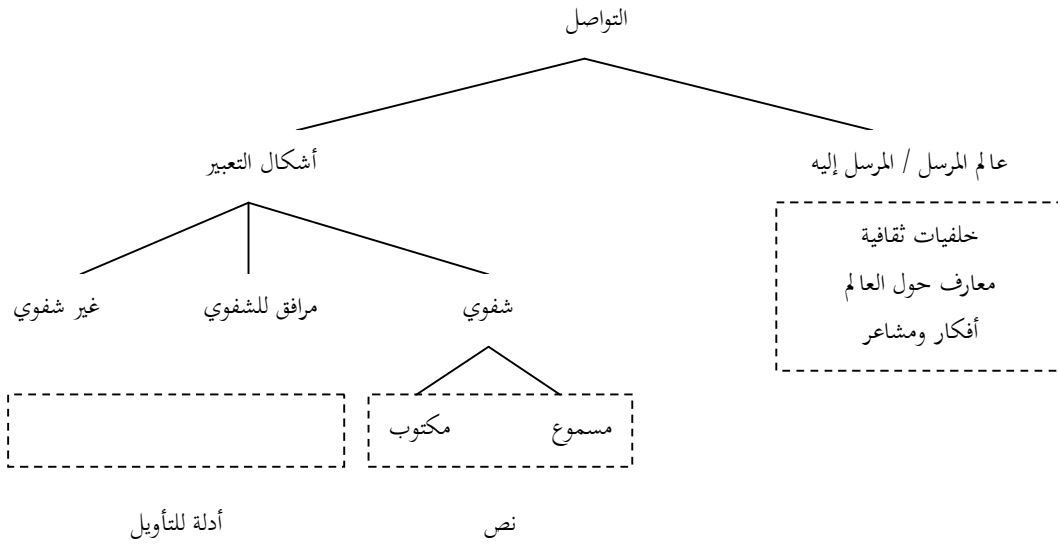 التواصل
عالم المرسل / المرسل إليه
أشكال التعبير
خلفيات ثقافية
معارف حول العالم
أفكار ومشاعر
شفوي
مرافق للشفوي
غير شفوي
مسموع
مكتوب
نص
أدلة للتأويل